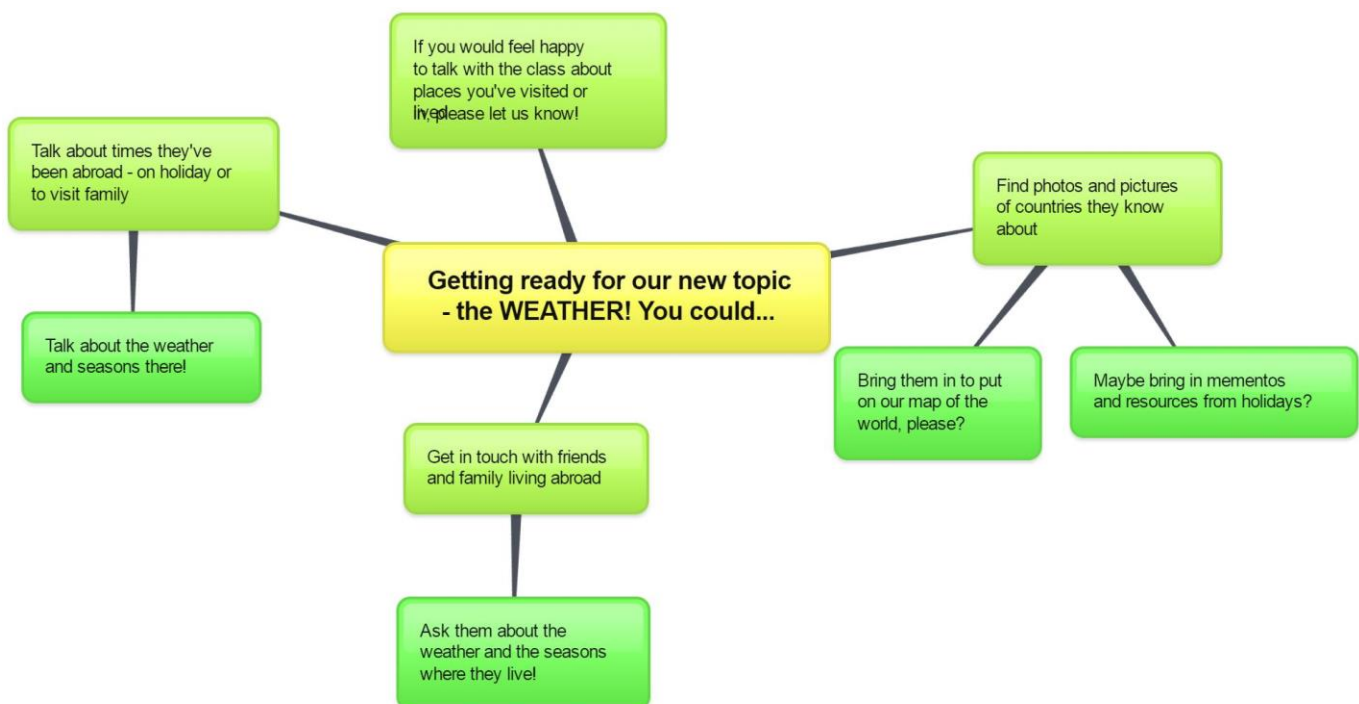 If you would feel happy
to talk with the class about
places you've visited or
lived
in, please let us know!
Talk about times they've
been abroad - on holiday or
to visit family
Find photos and pictures
of countries they know
about
Getting ready for our new topic
- the WEATHER! You could...
Talk about the weather
and seasons there!
Bring them in to put
on our map of the
world, please?
Maybe bring in mementos
and resources from holidays?
Get in touch with friends
and family living abroad
Ask them about the
weather and the seasons
where they live!